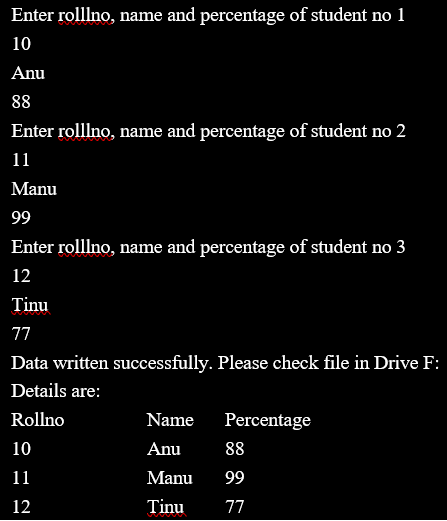 Enter rolllno, name and percentage of student no 1
10
Anu
88
Enter rolllno, name and percentage of student no 2
11
Manu
99
Enter rolllno, name and percentage of student no 3
12
Tinu
77
Data written successfully. Please check file in Drive F:
Details are:
Rollno Name Percentage
10 Anu 88
11 Manu 99
12 Tinu 77